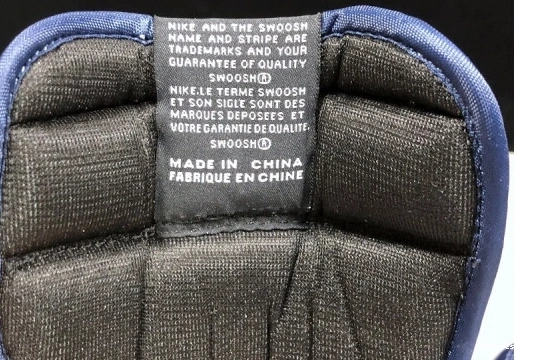 NIKE AND THE SWOOSH
NAME AND STRIPE ARE
TRADEMARKS AND YOUR
GUARANTEE OF QUALITY
SWOOSH®
NIKE.LE TERME SWOOSH
ET SON SIGLE SONT DES
MARQUES DEPOSEES ET
VOTRE GARANTIE DE QUALITE.
SWOOSH®
MADE IN CHINA
FABRIQUE EN CHINE